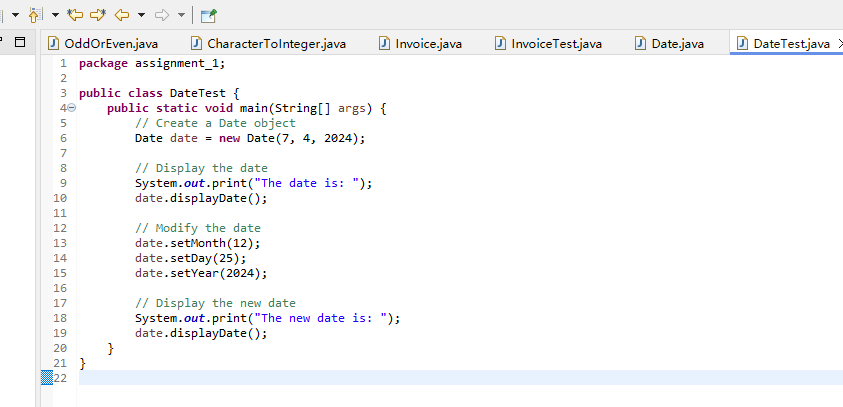 OddOrEven.java CharacterToInteger.java Invoice.java InvoiceTest.java Date.java DateTest.java
1 package assignment_1;
2
3 public class DateTest {
4 public static void main(String[] args) {
5 // Create a Date object
6 Date date = new Date(7, 4, 2024);
7
8 // Display the date
9 System.out.print("The date is: ");
10 date.displayDate();
11
12 // Modify the date
13 date.setMonth(12);
14 date.setDay(25);
15 date.setYear(2024);
16
17 // Display the new date
18 System.out.print("The new date is: ");
19 date.displayDate();
20 }
21 }
22